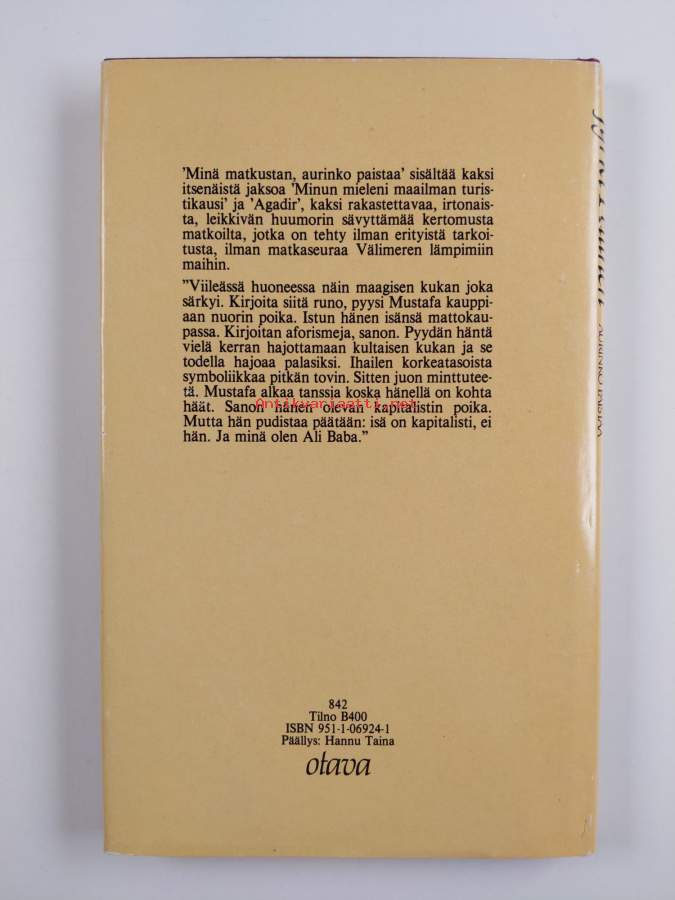 'Minä matkustan, aurinko paistaa' sisältää kaksi
itsenäistä jaksoa 'Minun mieleni maailman turis-
tikausi' ja 'Agadir', kaksi rakastettavaa, irtonais-
ta, leikkivän huumorin sävyttämää kertomusta
matkoilta, jotka on tehty ilman erityistä tarkoi-
tusta, ilman matkaseuraa Välimeren lämpimiin
maihin.
"Viileässä huoneessa näin maagisen kukan joka
särkyi. Kirjoita siitä runo, pyysi Mustafa kauppi-
aan nuorin poika. Istun hänen isänsä mattokau-
passa. Kirjoitan aforismeja, sanon. Pyydän häntä
vielä kerran hajottamaan kultaisen kukan ja se
todella hajoaa palasiksi. Ihailen korkeatasoista
symboliikkaa pitkän tovin. Sitten juon minttuteе-
tä. Mustafa alkaa tanssia koska hänellä on kohta
häät. Sanon hänen olevan kapitalistin poika.
Mutta hän pudistaa päätään: isä on kapitalisti, ei
hän. Ja minä olen Ali Baba."
Antikvariaatti.net
842
Tilno B400
ISBN 951-1-06924-1
Päällys: Hannu Taina
otava